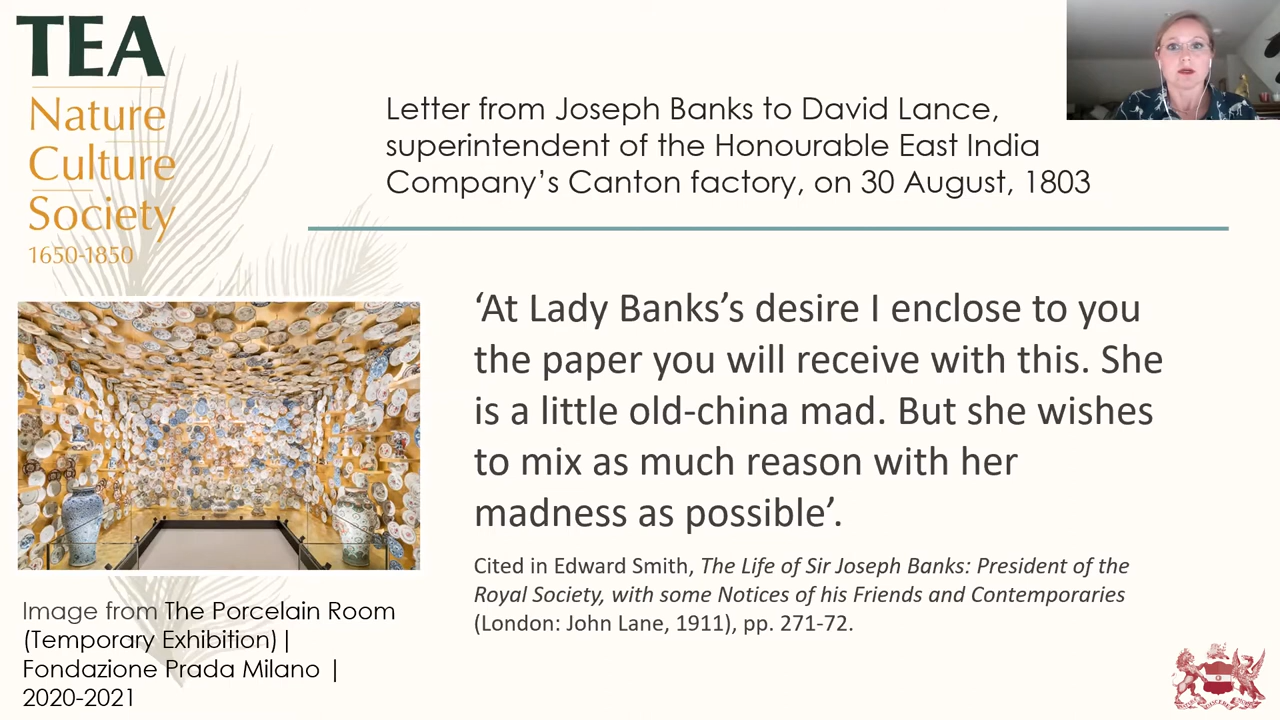 TEA
Nature
Culture
Society
1650-1850
Letter from Joseph Banks to David Lance,
superintendent of the Honourable East India
Company’s Canton factory, on 30 August, 1803
‘At Lady Banks’s desire I enclose to you
the paper you will receive with this. She
is a little old-china mad. But she wishes
to mix as much reason with her
madness as possible’.
Cited in Edward Smith, The Life of Sir Joseph Banks: President of the
Royal Society, with some Notices of his Friends and Contemporaries
(London: John Lane, 1911), pp. 271-72.
Image from The Porcelain Room
(Temporary Exhibition) |
Fondazione Prada Milano |
2020-2021